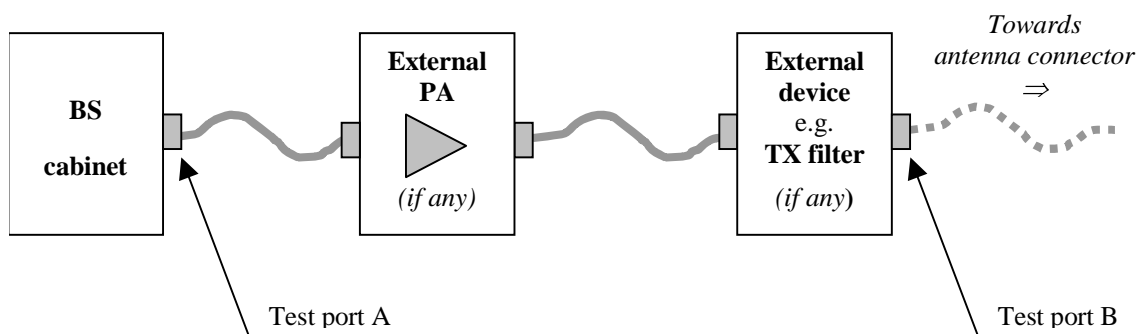 BS
cabinet
External
PA
(if any)
External
device
e.g.
TX filter
(if any)
Towards
antenna connector
⇒
Test port A
Test port B